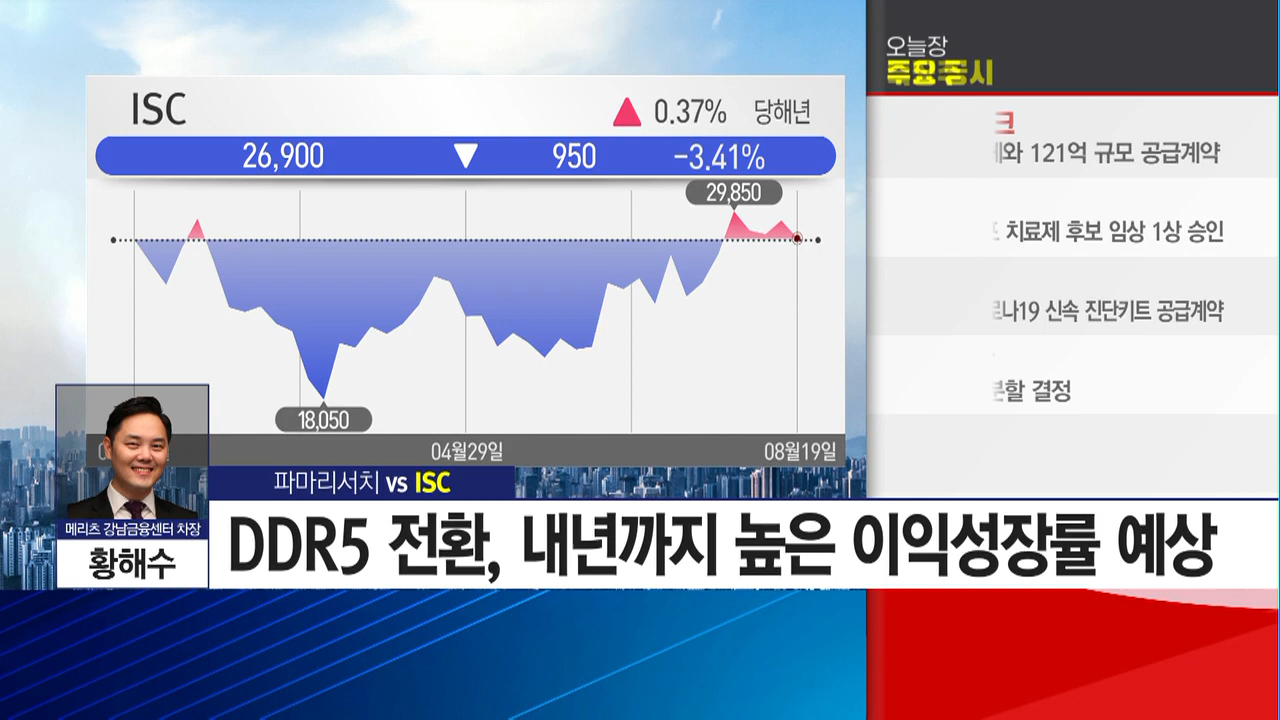 오늘장
주요공시
ISC
▲ 0.37% 당해년
26,900 ▼ 950 -3.41%
29,850
18,050
04월29일
08월19일
121억 규모 공급계약
치료제 후보 임상 1상 승인
신속 진단키트 공급계약
결정
파마리서치 vs ISC
메리츠 강남금융센터 차장
황해수
DDR5 전환, 내년까지 높은 이익성장률 예상